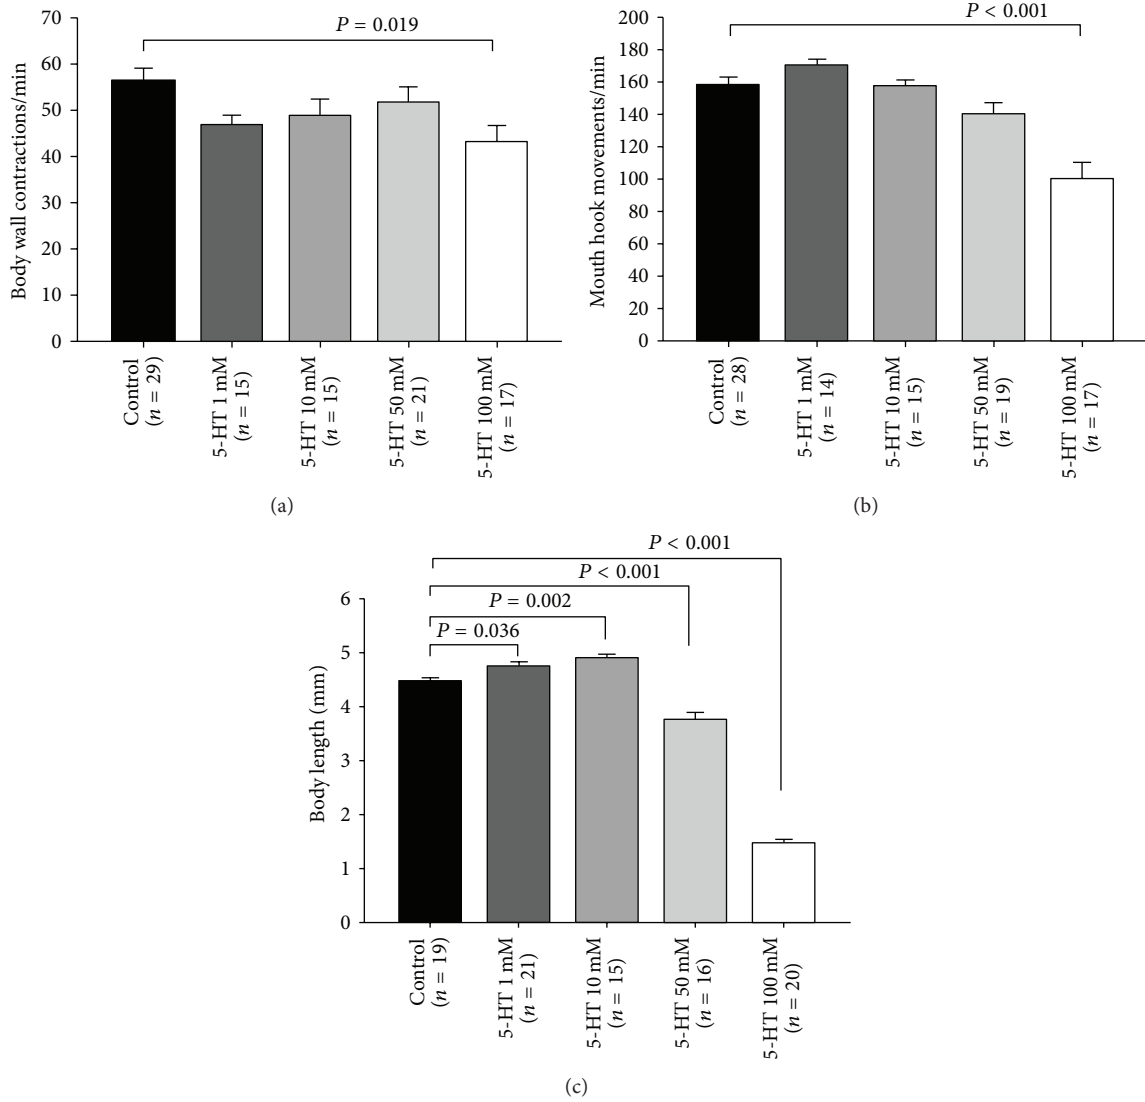 P = 0.019
Body wall contractions/min
70
60
50
40
30
20
10
0
Control
(n = 29)
5-HT 1 mM
(n = 15)
5-HT 10 mM
(n = 15)
5-HT 50 mM
(n = 21)
5-HT 100 mM
(n = 17)
(a)
P < 0.001
Mouth hook movements/min
200
180
160
140
120
100
80
60
40
20
0
Control
(n = 28)
5-HT 1 mM
(n = 14)
5-HT 10 mM
(n = 15)
5-HT 50 mM
(n = 19)
5-HT 100 mM
(n = 17)
(b)
P < 0.001
P < 0.001
P = 0.002
P = 0.036
Body length (mm)
6
5
4
3
2
1
0
Control
(n = 19)
5-HT 1 mM
(n = 21)
5-HT 10 mM
(n = 15)
5-HT 50 mM
(n = 16)
5-HT 100 mM
(n = 20)
(c)